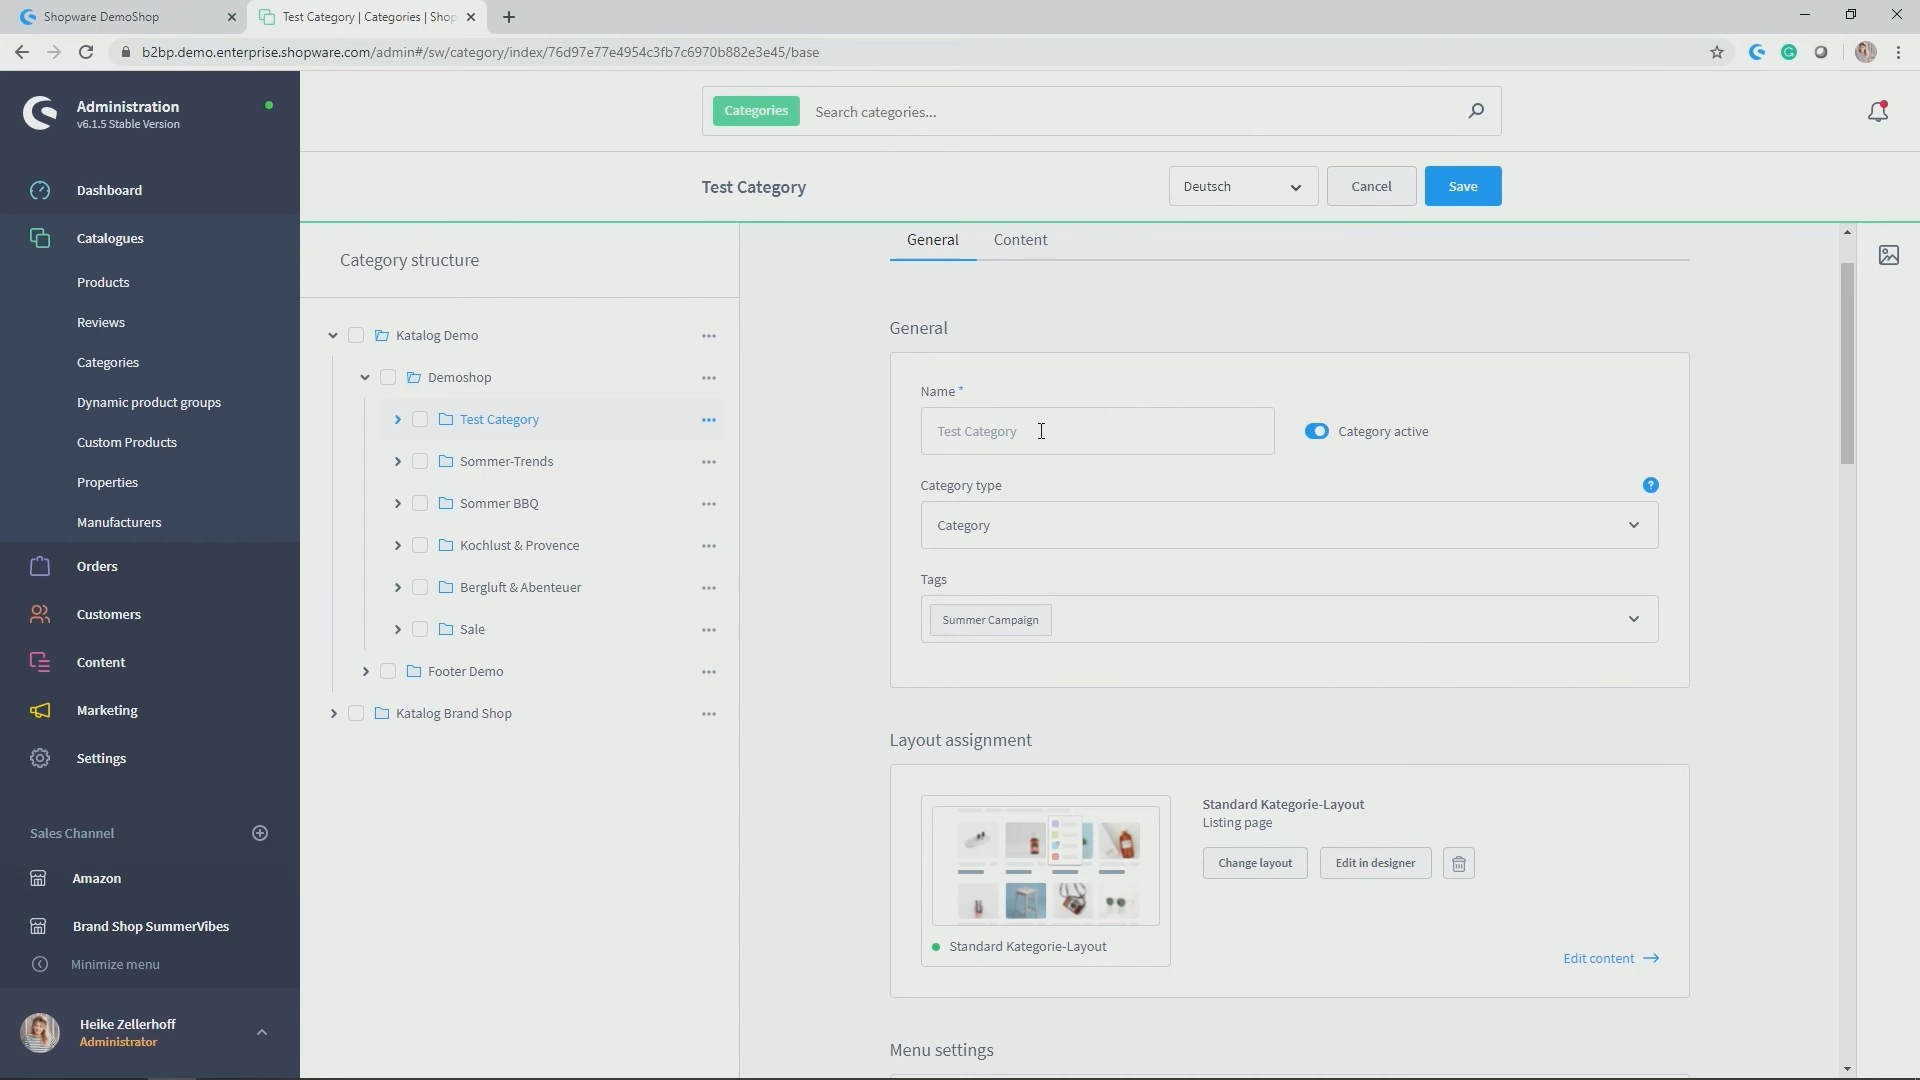 Shopware DemoShop
Test Category | Categories | Shop
b2bp.demo.enterprise.shopware.com/admin#/sw/category/index/76d97e77e4954c3fb7c6970b882e3e45/base
Administration
v6.1.5 Stable Version
Categories
Search categories...
Test Category
Deutsch
Cancel
Save
Dashboard
Catalogues
Products
Reviews
Categories
Dynamic product groups
Custom Products
Properties
Manufacturers
Orders
Customers
Content
Marketing
Settings
Sales Channel
Amazon
Brand Shop SummerVibes
Minimize menu
Heike Zellerhoff
Administrator
Category structure
Katalog Demo
Demoshop
Test Category
Sommer-Trends
Sommer BBQ
Kochlust & Provence
Bergluft & Abenteuer
Sale
Footer Demo
Katalog Brand Shop
General
Content
General
Name *
Test Category
Category active
Category type
?
Category
Tags
Summer Campaign
Layout assignment
Standard Kategorie-Layout
Listing page
Change layout
Edit in designer
Standard Kategorie-Layout
Edit content
Menu settings